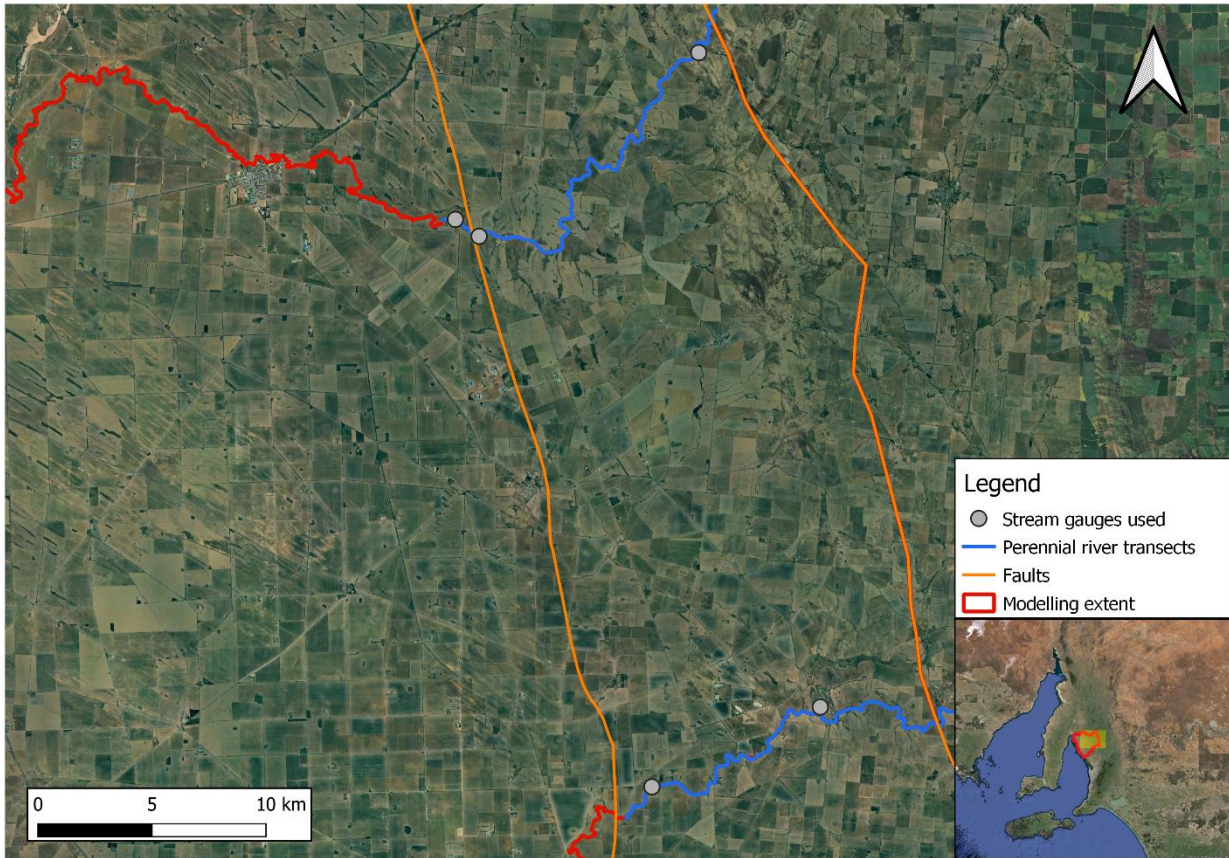 Legend
Stream gauges used
Perennial river transects
Faults
Modelling extent
0 5 10 km